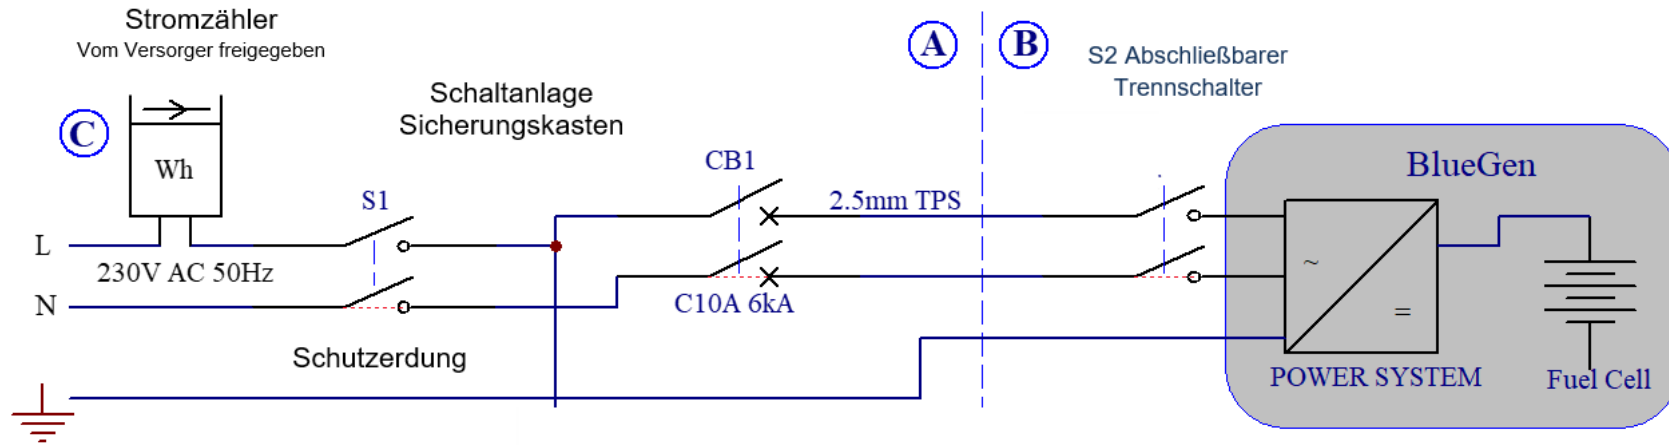 Stromzähler
Vom Versorger freigegeben
A
B
S2 Abschließbarer
Trennschalter
Schaltanlage
Sicherungskasten
C
Wh
CB1
BlueGen
S1
2.5mm TPS
L
230V AC 50Hz
~
N
C10A 6kA
=
Schutzerdung
POWER SYSTEM
Fuel Cell